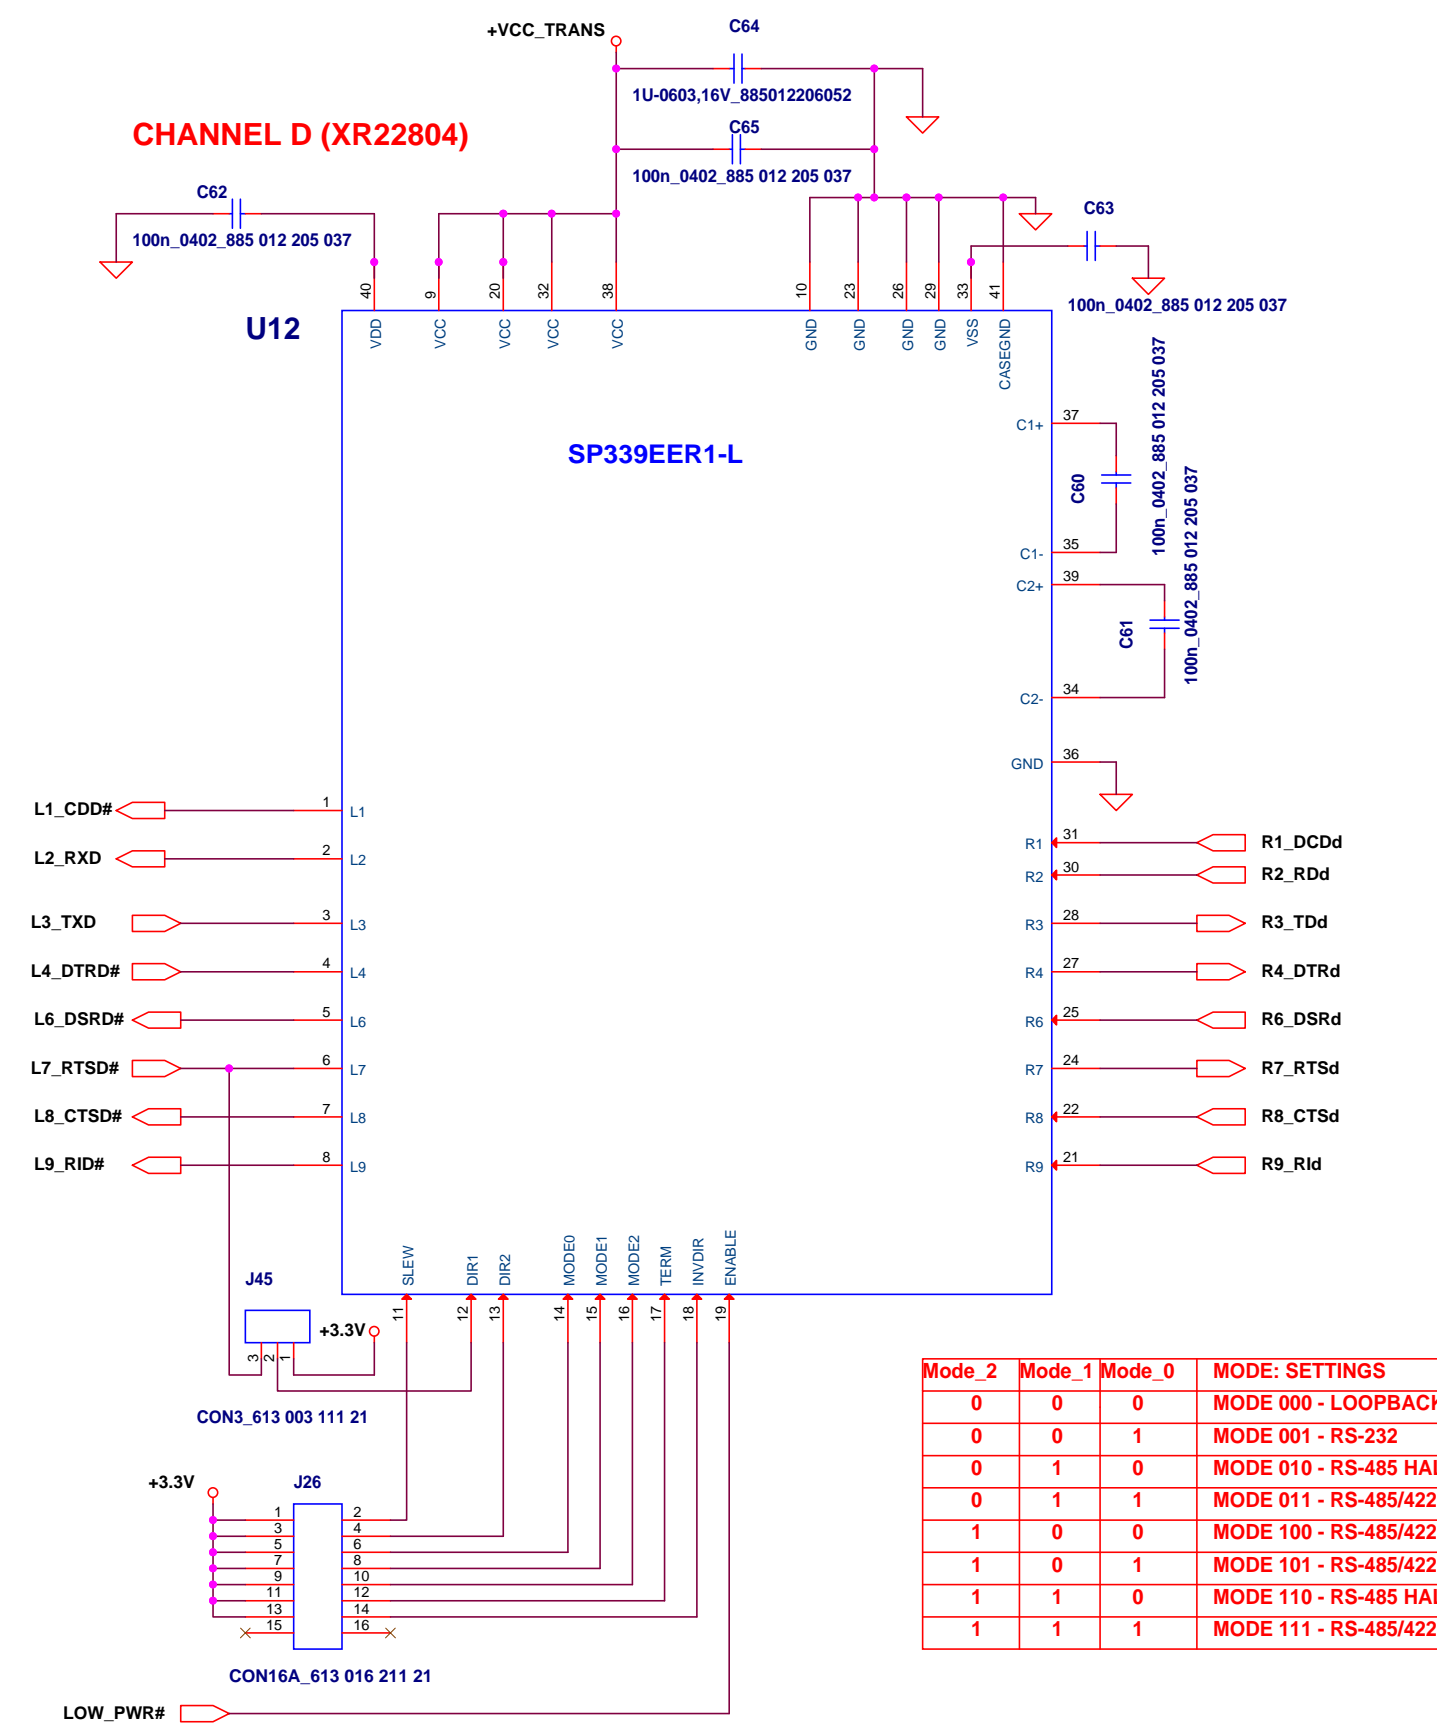 +VCC_TRANS
C64
1U-0603,16V_885012206052
CHANNEL D (XR22804)
C65
100n_0402_885 012 205 037
C62
100n_0402_885 012 205 037
C63
100n_0402_885 012 205 037
40
9
20
32
38
10
23
26
29
33
41
U12
VDD
VCC
VCC
VCC
VCC
GND
GND
GND
GND
VSS
CASEGND
SP339EER1-L
C1+
37
C60
100n_0402_885 012 205 037
C1-
35
C2+
39
C61
100n_0402_885 012 205 037
C2-
34
GND
36
L1_CDD#
1
L1
L2_RXD
2
L2
L3_TXD
3
L3
L4_DTRD#
4
L4
L6_DSRD#
5
L6
L7_RTSD#
6
L7
L8_CTSD#
7
L8
L9_RID#
8
L9
R1
31
R1_DCDd
R2
30
R2_RDd
R3
28
R3_TDd
R4
27
R4_DTRd
R6
25
R6_DSRd
R7
24
R7_RTSd
R8
22
R8_CTSd
R9
21
R9_RId
SLEW
DIR1
DIR2
MODE0
MODE1
MODE2
TERM
INVDIR
ENABLE
11
12
13
14
15
16
17
18
19
J45
+3.3V
3
2
1
CON3_613 003 111 21
+3.3V
J26
1 2
3 4
5 6
7 8
9 10
11 12
13 14
15 16
CON16A_613 016 211 21
LOW_PWR#
Mode_2 Mode_1 Mode_0 MODE: SETTINGS
0 0 0 MODE 000 - LOOPBACK
0 0 1 MODE 001 - RS-232
0 1 0 MODE 010 - RS-485 HAL
0 1 1 MODE 011 - RS-485/422
1 0 0 MODE 100 - RS-485/422
1 0 1 MODE 101 - RS-485/422
1 1 0 MODE 110 - RS-485 HAL
1 1 1 MODE 111 - RS-485/422